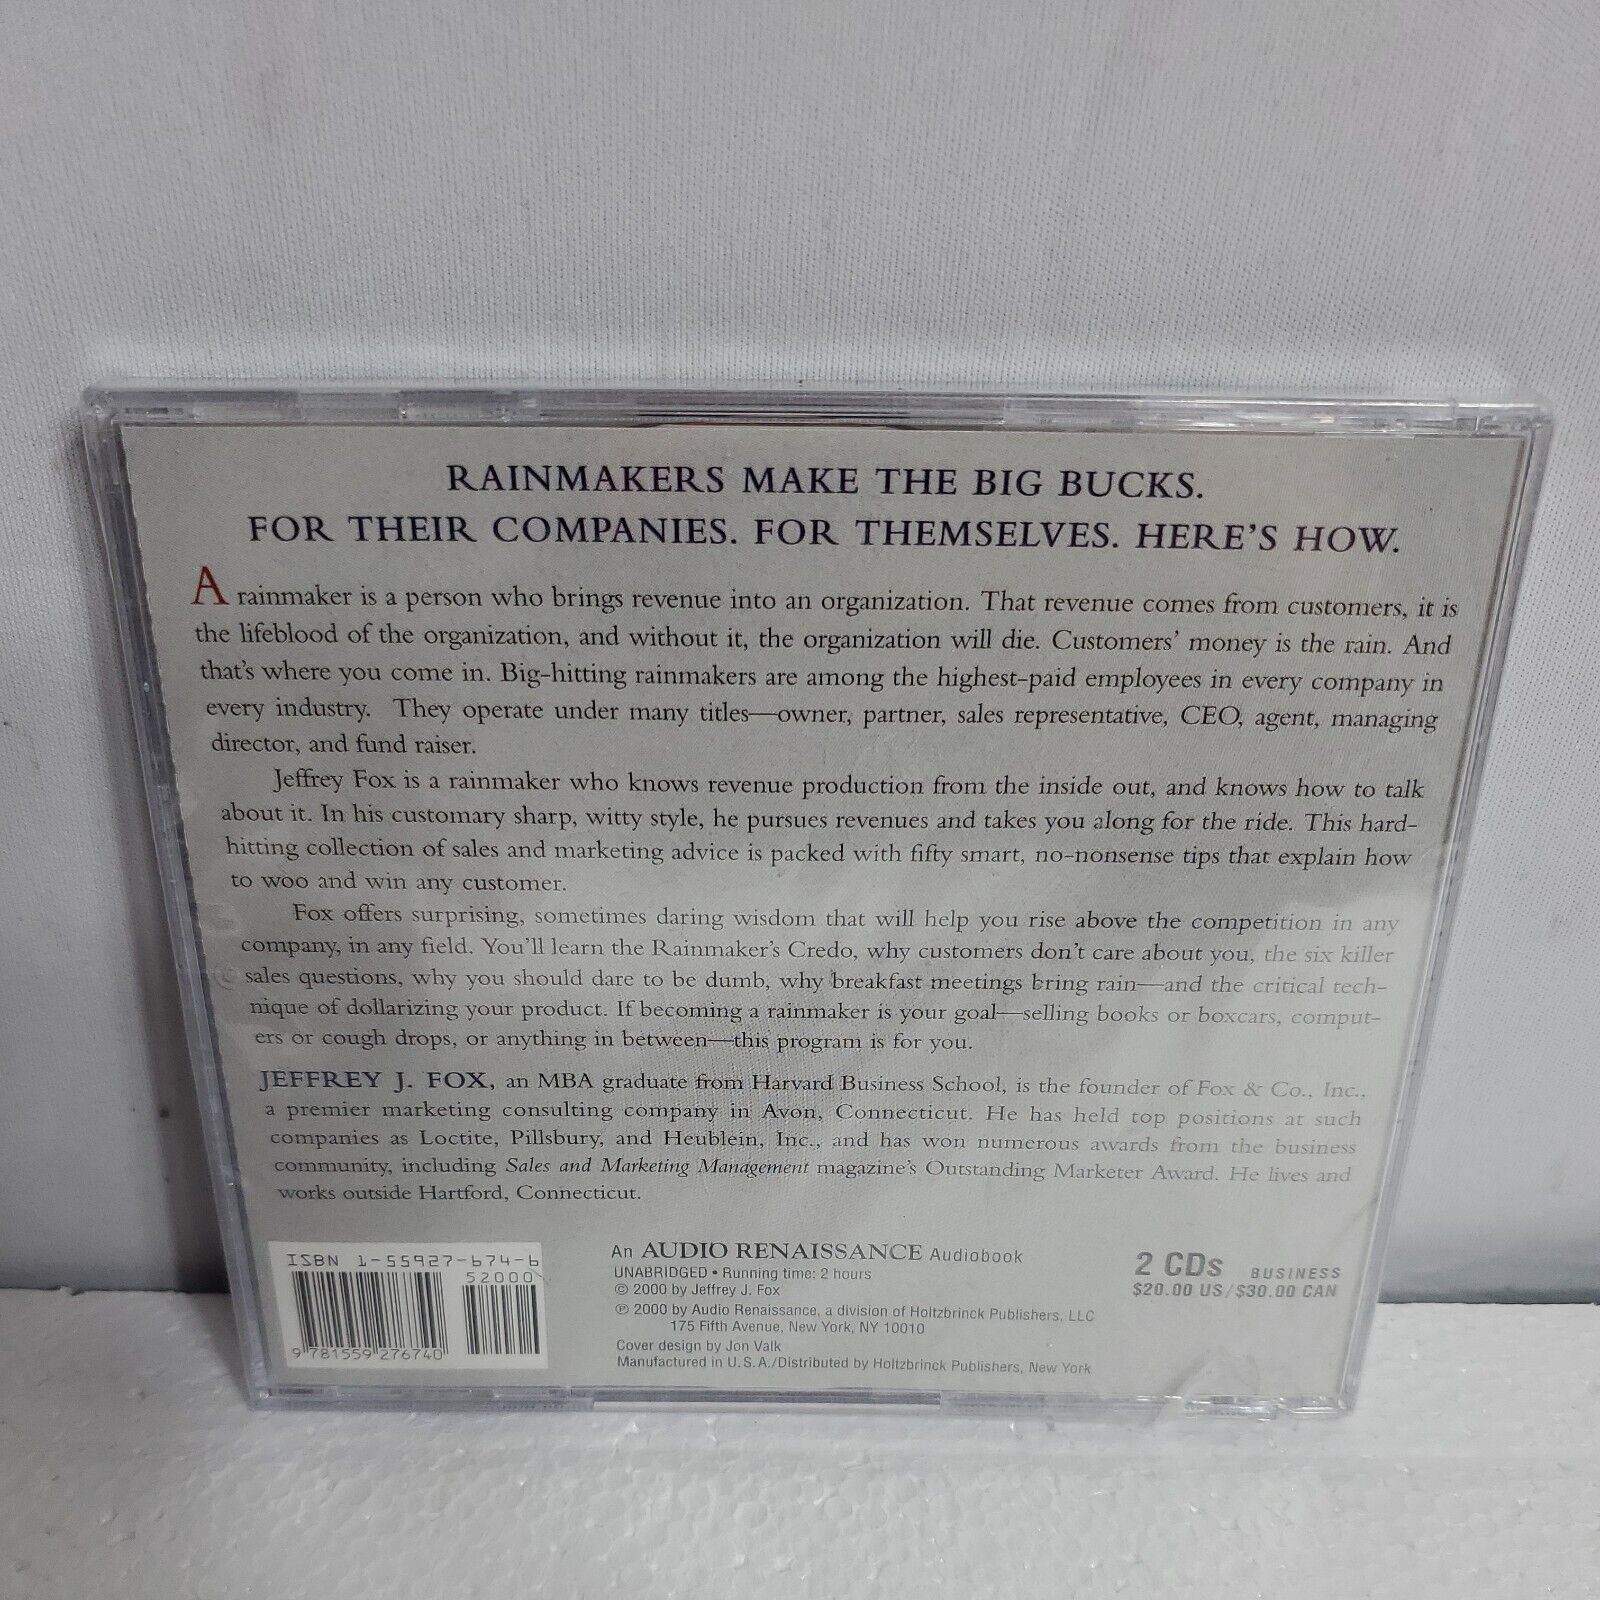 RAINMAKERS MAKE THE BIG BUCKS.
FOR THEIR COMPANIES. FOR THEMSELVES. HERE'S HOW.
A rainmaker is a person who brings revenue into an organization. That revenue comes from customers, it is
the lifeblood of the organization, and without it, the organization will die. Customers' money is the rain. And
that's where you come in. Big-hitting rainmakers are among the highest-paid employees in every company in
every industry. They operate under many titles—owner, partner, sales representative, CEO, agent, managing
director, and fund raiser.
Jeffrey Fox is a rainmaker who knows revenue production from the inside out, and knows how to talk
about it. In his customary sharp, witty style, he pursues revenues and takes you along for the ride. This hard-
hitting collection of sales and marketing advice is packed with fifty smart, no-nonsense tips that explain how
to woo and win any customer.
Fox offers surprising, sometimes daring wisdom that will help you rise above the competition in any
company, in any field. You'll learn the Rainmaker's Credo, why customers don't care about you, the six killer
sales questions, why you should dare to be dumb, why breakfast meetings bring rain—and the critical tech-
nique of dollarizing your product. If becoming a rainmaker is your goal—selling books or boxcars, comput-
ers or cough drops, or anything in between—this program is for you.
JEFFREY J. FOX, an MBA graduate from Harvard Business School, is the founder of Fox & Co., Inc.,
a premier marketing consulting company in Avon, Connecticut. He has held top positions at such
companies as Loctite, Pillsbury, and Heublein, Inc., and has won numerous awards from the business
community, including Sales and Marketing Management magazine's Outstanding Marketer Award. He lives and
works outside Hartford, Connecticut.
ISBN 1-55927-674-6
52000
9 781559 276740
An AUDIO RENAISSANCE Audiobook
UNABRIDGED • Running time: 2 hours
© 2000 by Jeffrey J. Fox
℗ 2000 by Audio Renaissance, a division of Holtzbrinck Publishers, LLC
175 Fifth Avenue, New York, NY 10010
Cover design by Jon Valk
Manufactured in U.S.A./Distributed by Holtzbrinck Publishers, New York
2 CDs BUSINESS
$20.00 US/$30.00 CAN